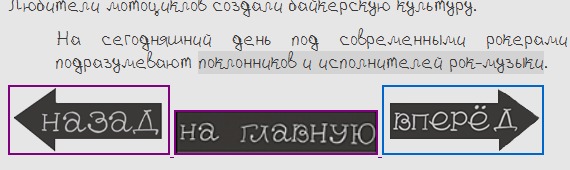 Любители мотоциклов создали байкерскую культуру.
На сегодняшний день под современными рокерами
подразумевают поклонников и исполнителей рок-музыки.
назад на главную вперёд